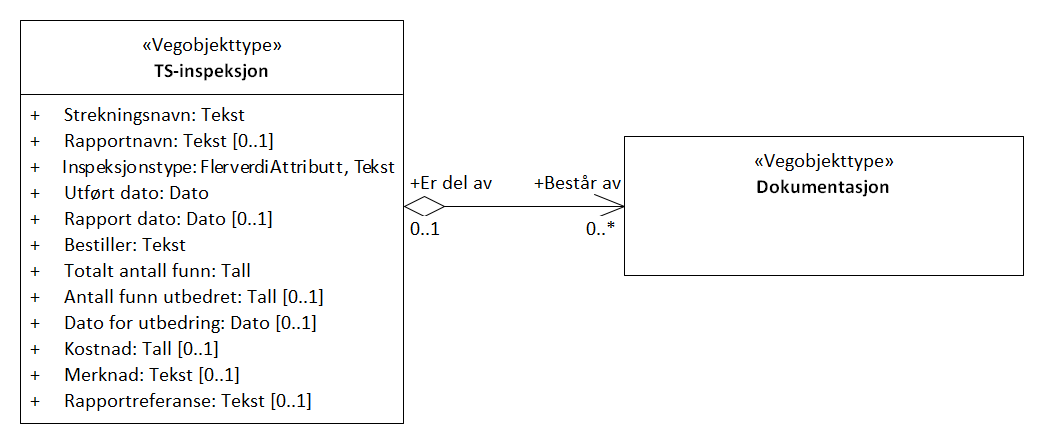 «Vegobjekttype»
TS-inspeksjon
+ Strekningsnavn: Tekst
+ Rapportnavn: Tekst [0..1]
+ Inspeksjonstype: FlerverdiAttributt, Tekst
+ Utført dato: Dato
+ Rapport dato: Dato [0..1]
+ Bestiller: Tekst
+ Totalt antall funn: Tall
+ Antall funn utbedret: Tall [0..1]
+ Dato for utbedring: Dato [0..1]
+ Kostnad: Tall [0..1]
+ Merknad: Tekst [0..1]
+ Rapportreferanse: Tekst [0..1]
+Er del av
0..1
+Består av
0..*
«Vegobjekttype»
Dokumentasjon